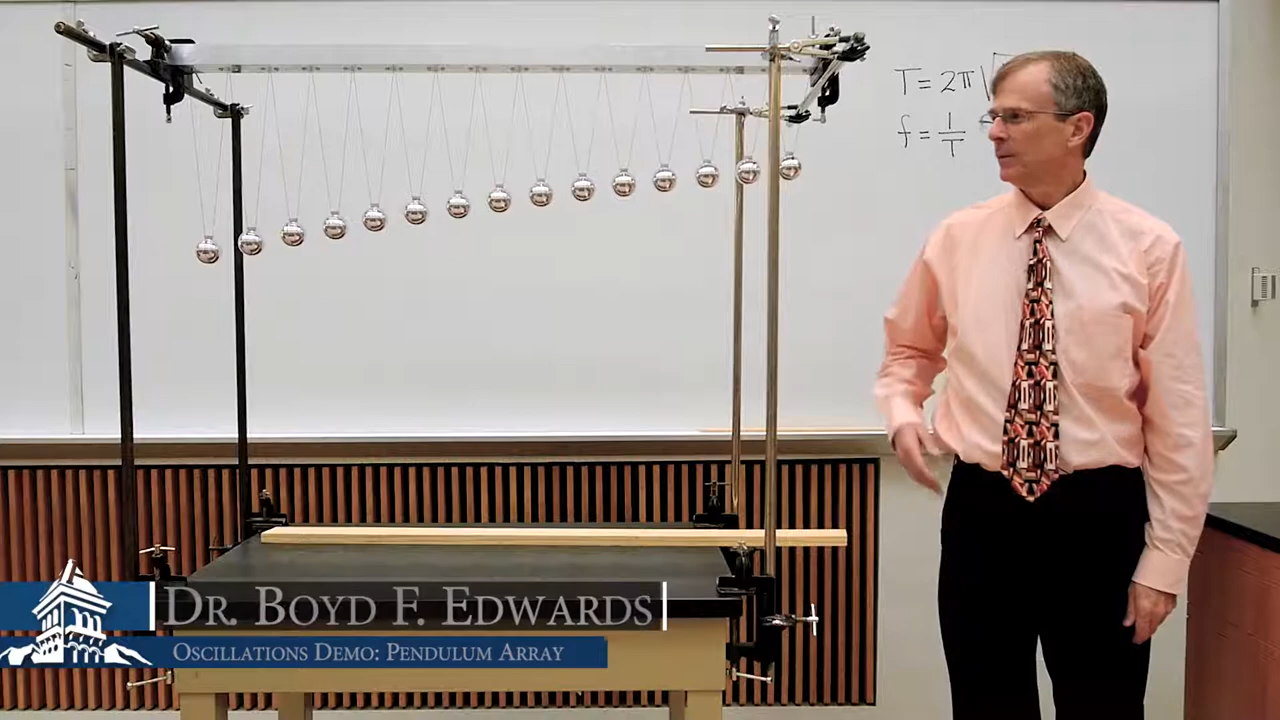 T = 2π√
f = 1/T
DR. BOYD F. EDWARDS
OSCILLATIONS DEMO: PENDULUM ARRAY